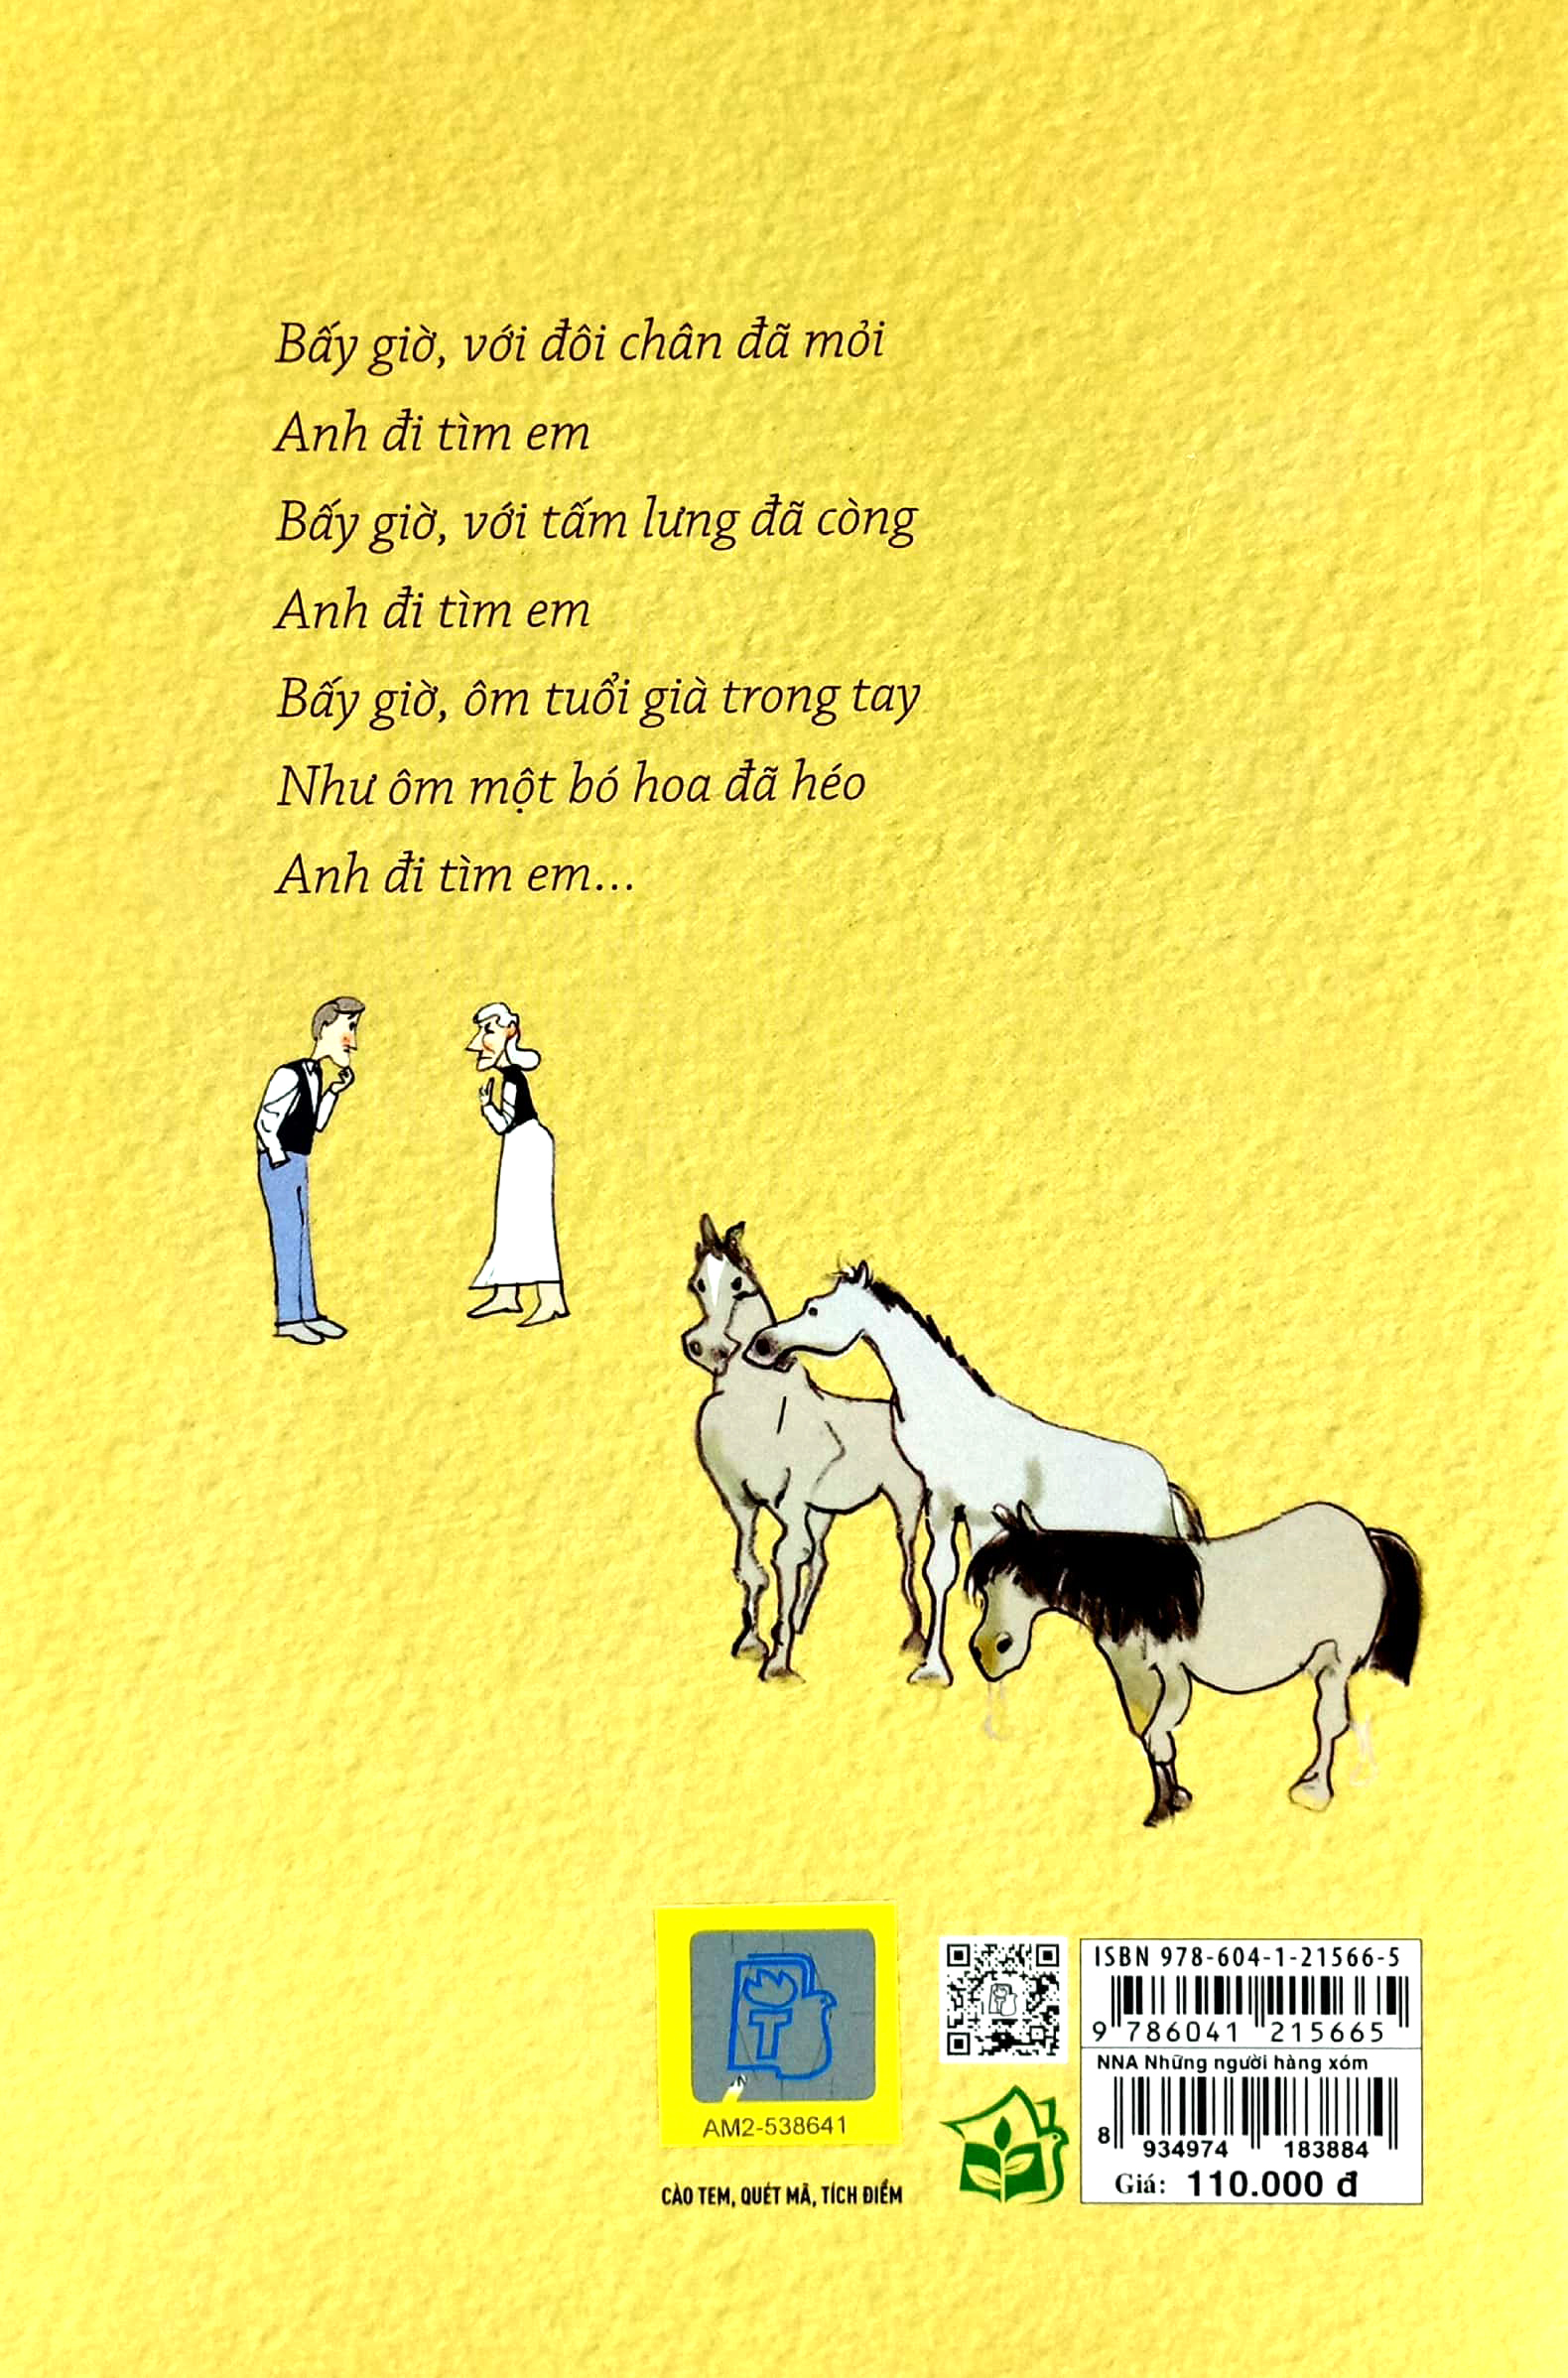 Bấy giờ, với đôi chân đã mỏi
Anh đi tìm em
Bấy giờ, với tấm lưng đã còng
Anh đi tìm em
Bấy giờ, ôm tuổi già trong tay
Như ôm một bó hoa đã héo
Anh đi tìm em...
T
AM2-538641
CÀO TEM, QUÉT MÃ, TÍCH ĐIỂM
ISBN 978-604-1-21566-5
9 786041 215665
NNA Những người hàng xóm
8 934974 183884
Giá: 110.000 đ